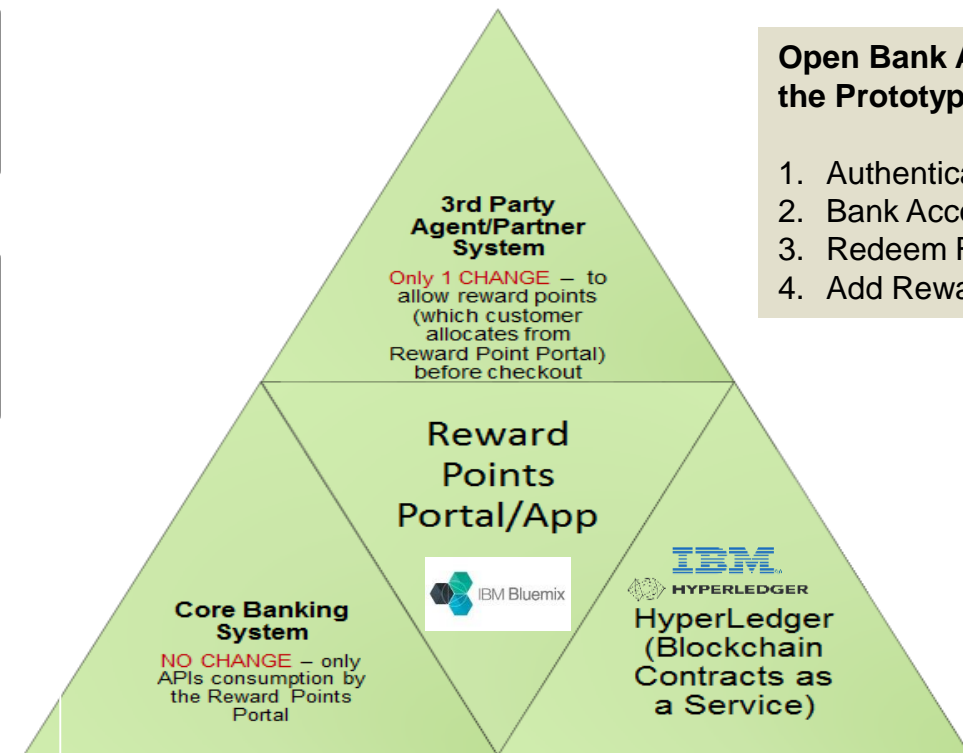 3rd Party
Agent/Partner
System
Only 1 CHANGE – to
allow reward points
(which customer
allocates from
Reward Point Portal)
before checkout
Open Bank
the Prototyp
1.
2. Bank
3. Redeem
4. Add
Reward
Points
Portal/App
IBM Bluemix
Core Banking
System
NO CHANGE – only
APIs consumption by
the Reward Points
Portal
IBM
HYPERLEDGER
HyperLedger
(Blockchain
Contracts as
a Service)